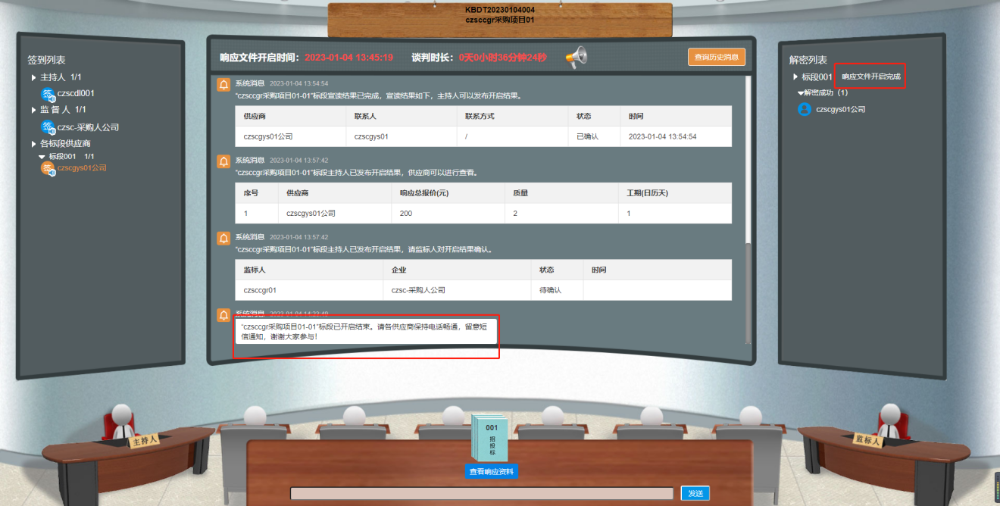 KBDT20230104004
czsccgr采购项目01
签到列表
主持人 1/1
签 czscdl001
监 督 人 1/1
签 czsc-采购人公司
各标段供应商
标段001 1/1
签 czscgys01公司
响应文件开启时间： 2023-01-04 13:45:19 谈判时长： 0天0小时36分钟24秒 查询历史消息
系统消息 2023-01-04 13:54:54
"czsccgr采购项目01-01"标段宣读结果已完成，宣读结果如下，主持人可以发布开启结果。
供应商 联系人 联系方式 状态 时间
czscgys01公司 czscgys01 / 已确认 2023-01-04 13:54:54
系统消息 2023-01-04 13:57:42
"czsccgr采购项目01-01"标段主持人已发布开启结果，供应商可以进行查看。
序号 供应商 响应总报价(元) 质量 工期(日历天)
1 czscgys01公司 200 2 1
系统消息 2023-01-04 13:57:42
"czsccgr采购项目01-01"标段主持人已发布开启结果，请监标人对开启结果确认。
监标人 企业 状态 时间
czsccgr01 czsc-采购人公司 待确认
系统消息 2023-01-04 14:23:49
"czsccgr采购项目01-01"标段已开启结束。请各供应商保持电话畅通，留意短
信通知，谢谢大家参与！
解密列表
标段001 响应文件开启完成
解密成功（1）
czscgys01公司
主持人
001
招投标
监标人
查看响应资料
发送